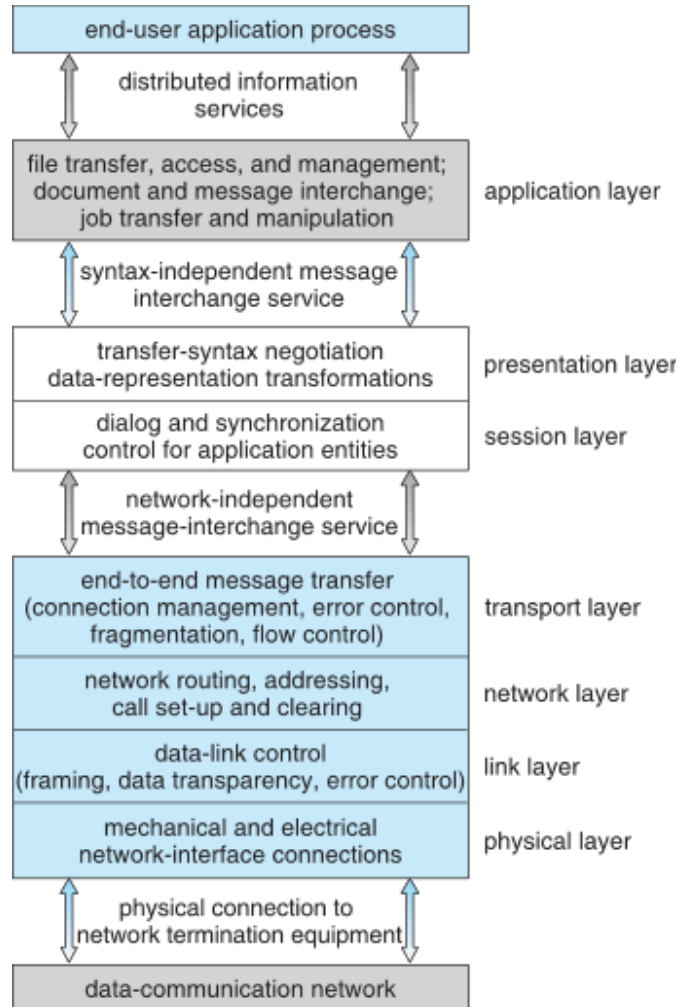 end-user application process
distributed information
services
file transfer, access, and management;
document and message interchange;
job transfer and manipulation
application layer
syntax-independent message
interchange service
transfer-syntax negotiation
data-representation transformations
presentation layer
dialog and synchronization
control for application entities
session layer
network-independent
message-interchange service
end-to-end message transfer
(connection management, error control,
fragmentation, flow control)
transport layer
network routing, addressing,
call set-up and clearing
network layer
data-link control
(framing, data transparency, error control)
link layer
mechanical and electrical
network-interface connections
physical layer
physical connection to
network termination equipment
data-communication network